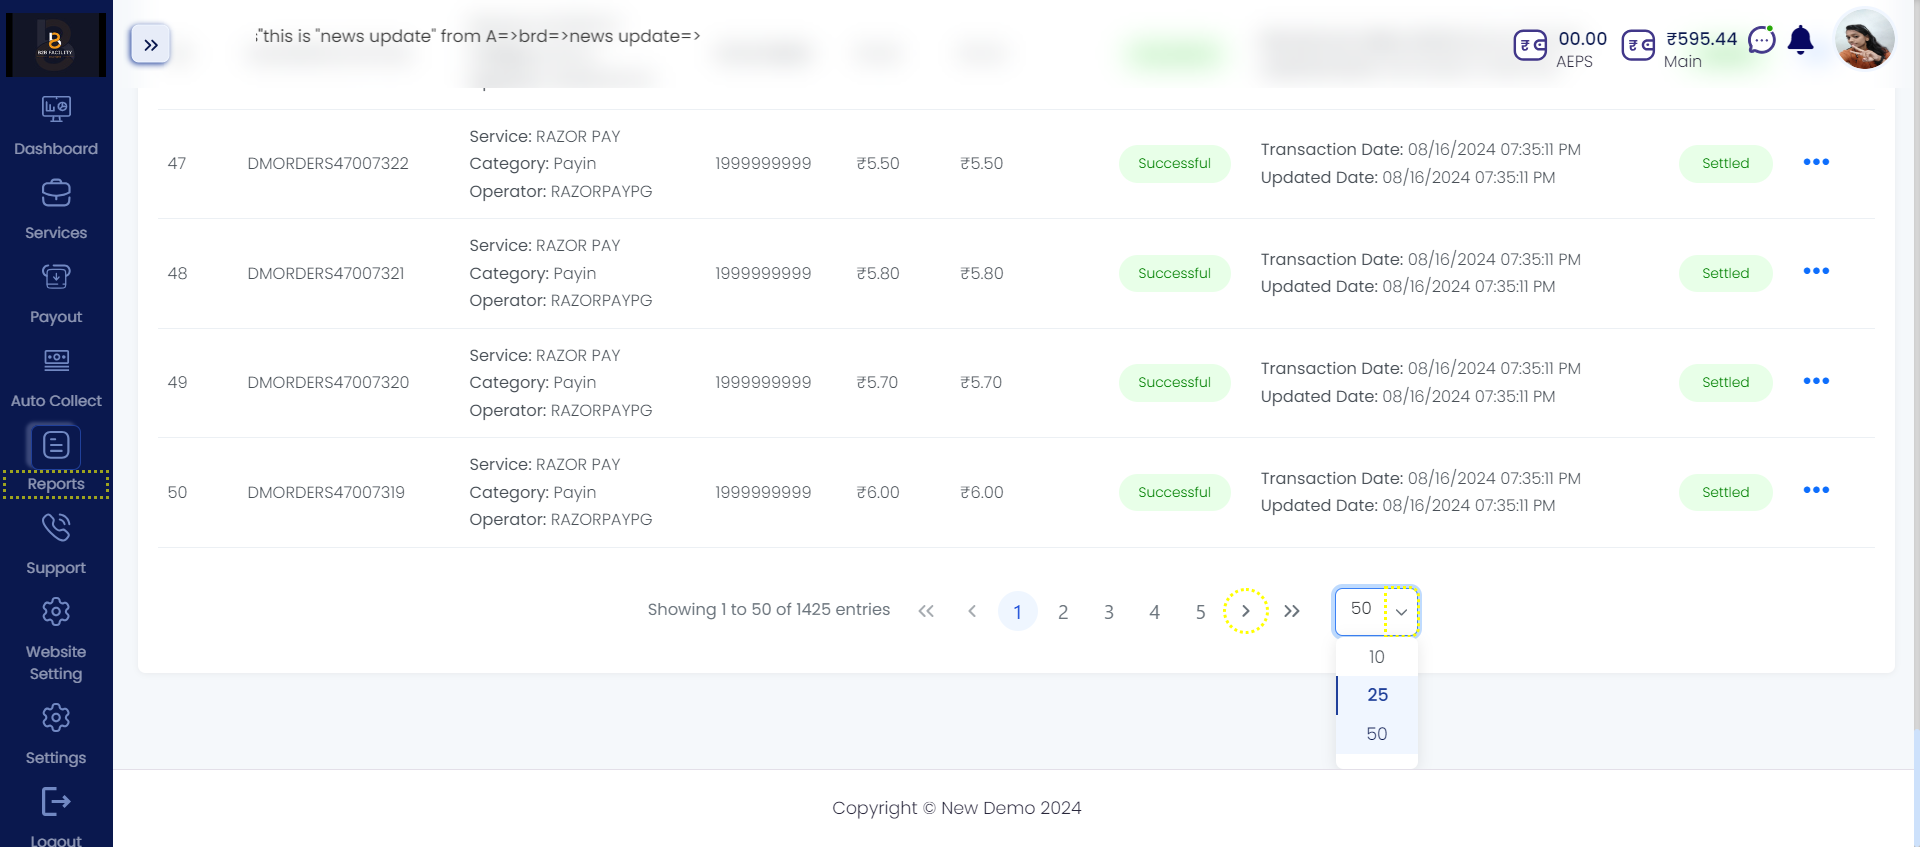 B2B FACILITY
"this is "news update" from A=>brd=>news update=>
00.00
AEPS
₹595.44
Main
Dashboard
Services
Payout
Auto Collect
Reports
Support
Website
Setting
Settings
Logout
47 DMORDERS47007322 Service: RAZOR PAY Category: Payin Operator: RAZORPAYPG 1999999999 ₹5.50 ₹5.50 Successful Transaction Date: 08/16/2024 07:35:11 PM Updated Date: 08/16/2024 07:35:11 PM Settled
48 DMORDERS47007321 Service: RAZOR PAY Category: Payin Operator: RAZORPAYPG 1999999999 ₹5.80 ₹5.80 Successful Transaction Date: 08/16/2024 07:35:11 PM Updated Date: 08/16/2024 07:35:11 PM Settled
49 DMORDERS47007320 Service: RAZOR PAY Category: Payin Operator: RAZORPAYPG 1999999999 ₹5.70 ₹5.70 Successful Transaction Date: 08/16/2024 07:35:11 PM Updated Date: 08/16/2024 07:35:11 PM Settled
50 DMORDERS47007319 Service: RAZOR PAY Category: Payin Operator: RAZORPAYPG 1999999999 ₹6.00 ₹6.00 Successful Transaction Date: 08/16/2024 07:35:11 PM Updated Date: 08/16/2024 07:35:11 PM Settled
Showing 1 to 50 of 1425 entries « ‹ 1 2 3 4 5 › » 50
10
25
50
Copyright © New Demo 2024